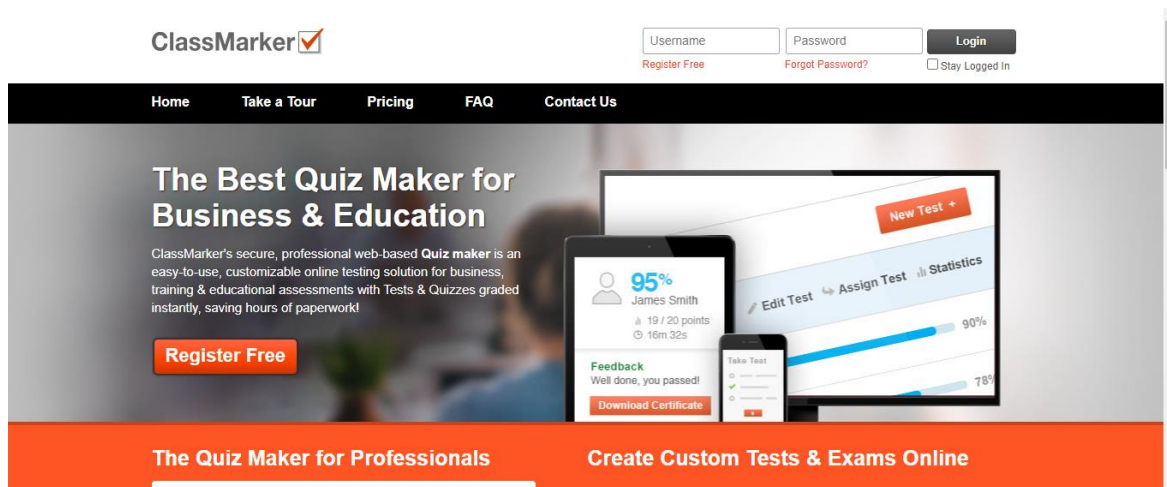 ClassMarker
Username
Password
Login
Register Free
Forgot Password?
Stay Logged In
Home
Take a Tour
Pricing
FAQ
Contact Us
The Best Quiz Maker for
Business & Education
ClassMarker's secure, professional web-based Quiz maker is an
easy-to-use, customizable online testing solution for business,
training & educational assessments with Tests & Quizzes graded
instantly, saving hours of paperwork!
Register Free
New Test +
Edit Test
Assign Test
Statistics
90%
78%
95%
James Smith
19 / 20 points
16m 32s
Feedback
Well done, you passed!
Download Certificate
Take Test
The Quiz Maker for Professionals
Create Custom Tests & Exams Online